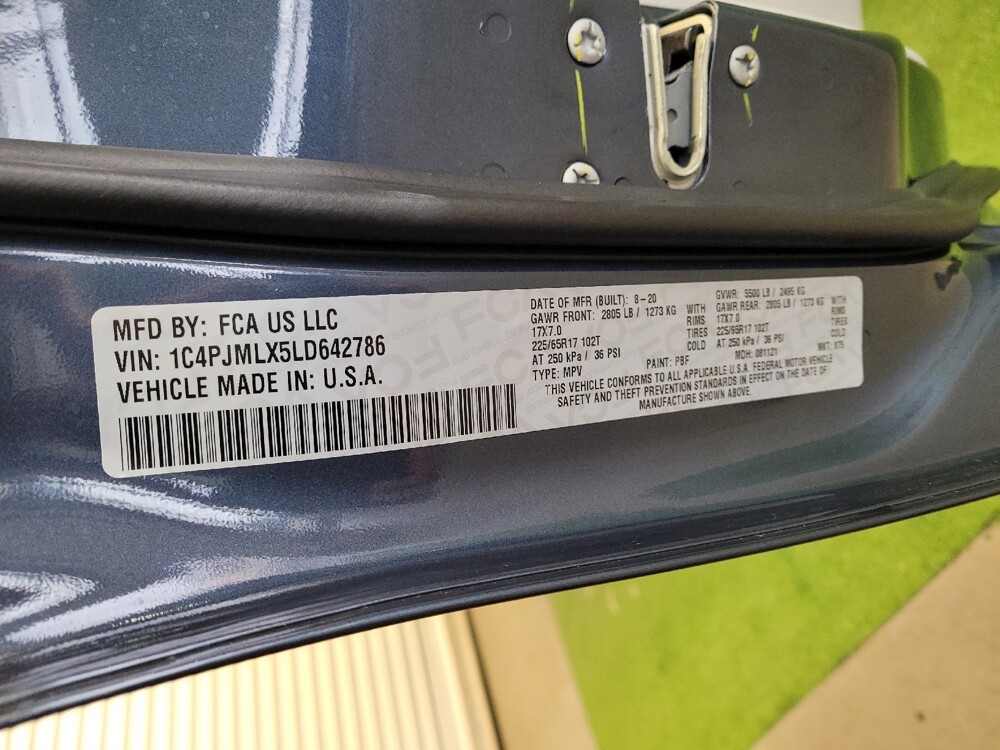 MFD BY: FCA US LLC
VIN: 1C4PJMLX5LD642786
VEHICLE MADE IN: U.S.A.
DATE OF MFR (BUILT): 8-20
GAWR FRONT: 2805 LB / 1273 KG WITH
17X7.0 RIMS
225/65R17 102T TIRES
AT 250 kPa / 36 PSI COLD
TYPE: MPV
GVWR: 5500 LB / 2495 KG
GAWR REAR: 2805 LB / 1273 KG WITH
17X7.0 RIMS
225/65R17 102T TIRES
AT 250 kPa / 36 PSI COLD
PAINT: PBF MDH: 081121 MKT: 875
THIS VEHICLE CONFORMS TO ALL APPLICABLE U.S.A. FEDERAL MOTOR VEHICLE
SAFETY AND THEFT PREVENTION STANDARDS IN EFFECT ON THE DATE OF
MANUFACTURE SHOWN ABOVE.